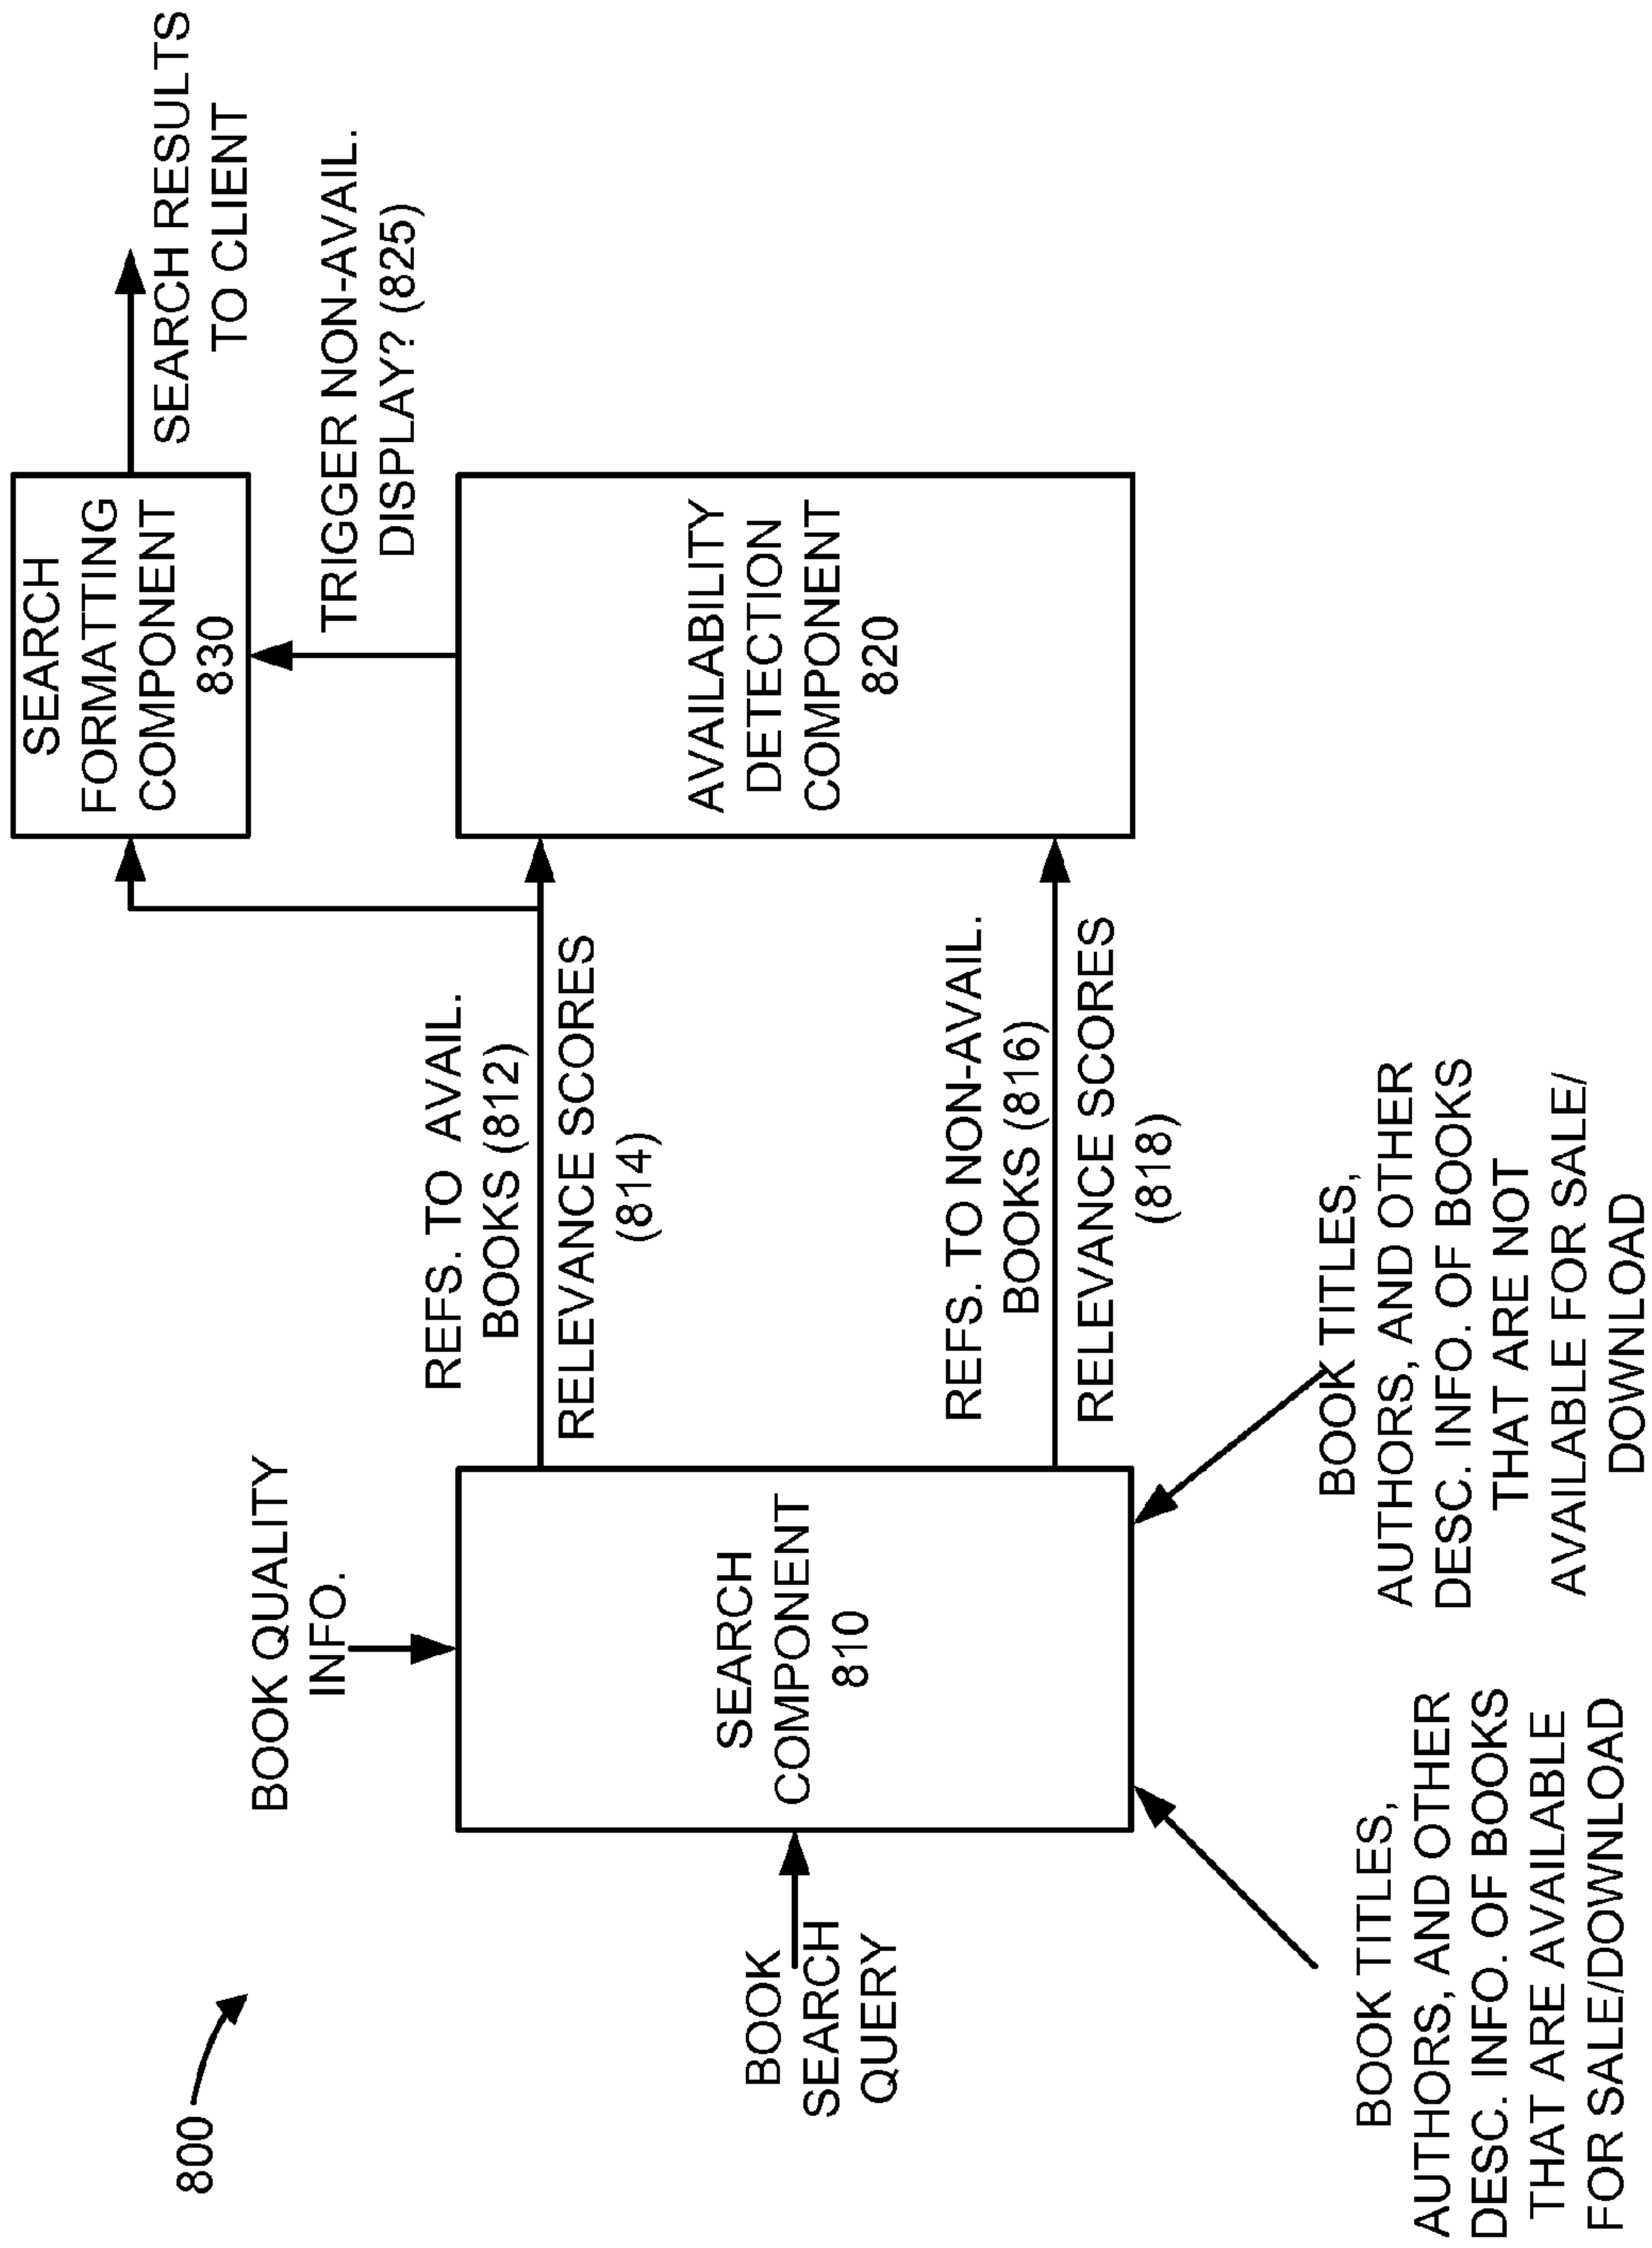 800
BOOK
SEARCH
QUERY
BOOK QUALITY
INFO.
SEARCH
COMPONENT
810
BOOK TITLES,
AUTHORS, AND OTHER
DESC. INFO. OF BOOKS
THAT ARE AVAILABLE
FOR SALE/DOWNLOAD
BOOK TITLES,
AUTHORS, AND OTHER
DESC. INFO. OF BOOKS
THAT ARE NOT
AVAILABLE FOR SALE/
DOWNLOAD
REFS. TO AVAIL.
BOOKS (812)
RELEVANCE SCORES
(814)
REFS. TO NON-AVAIL.
BOOKS (816)
RELEVANCE SCORES
(818)
SEARCH
FORMATTING
COMPONENT
830
AVAILABILITY
DETECTION
COMPONENT
820
SEARCH RESULTS
TO CLIENT
TRIGGER NON-AVAIL.
DISPLAY? (825)